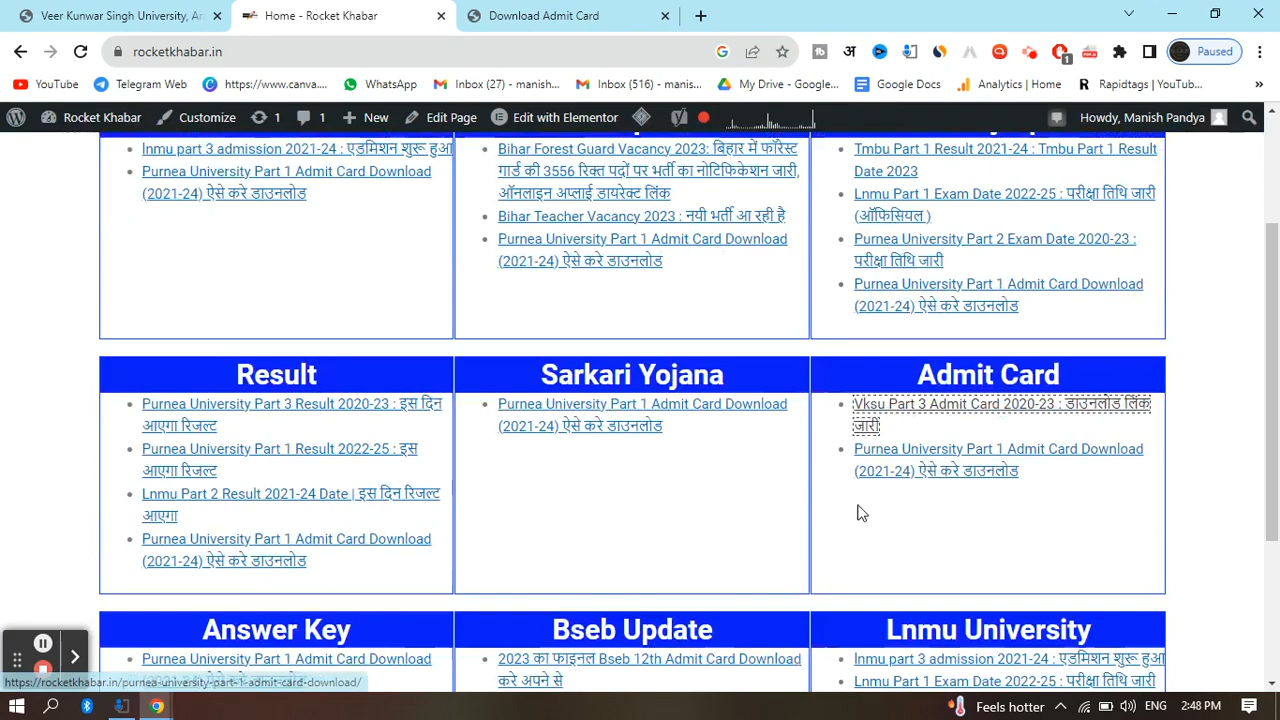 Veer Kunwar Singh University, Ar
Home - Rocket Khabar
Download Admit Card
rocketkhabar.in
Paused
YouTube
Telegram Web
https://www.canva...
WhatsApp
Inbox (27) - manish...
Inbox (516) - manis...
My Drive - Google...
Google Docs
Analytics | Home
Rapidtags | YouTub...
Rocket Khabar
Customize
1
1
New
Edit Page
Edit with Elementor
Howdy, Manish Pandya
lnmu part 3 admission 2021-24 : एडमिशन शुरू हुआ
Purnea University Part 1 Admit Card Download
(2021-24) ऐसे करे डाउनलोड
Bihar Forest Guard Vacancy 2023: बिहार में फॉरेस्ट
गार्ड की 3556 रिक्त पदों पर भर्ती का नोटिफिकेशन जारी,
ऑनलाइन अप्लाई डायरेक्ट लिंक
Bihar Teacher Vacancy 2023 : नयी भर्ती आ रही है
Purnea University Part 1 Admit Card Download
(2021-24) ऐसे करे डाउनलोड
Tmbu Part 1 Result 2021-24 : Tmbu Part 1 Result
Date 2023
Lnmu Part 1 Exam Date 2022-25 : परीक्षा तिथि जारी
(ऑफिसियल )
Purnea University Part 2 Exam Date 2020-23 :
परीक्षा तिथि जारी
Purnea University Part 1 Admit Card Download
(2021-24) ऐसे करे डाउनलोड
Result
Purnea University Part 3 Result 2020-23 : इस दिन
आएगा रिजल्ट
Purnea University Part 1 Result 2022-25 : इस
आएगा रिजल्ट
Lnmu Part 2 Result 2021-24 Date | इस दिन रिजल्ट
आएगा
Purnea University Part 1 Admit Card Download
(2021-24) ऐसे करे डाउनलोड
Sarkari Yojana
Purnea University Part 1 Admit Card Download
(2021-24) ऐसे करे डाउनलोड
Admit Card
Vksu Part 3 Admit Card 2020-23 : डाउनलोड लिंक
जारी
Purnea University Part 1 Admit Card Download
(2021-24) ऐसे करे डाउनलोड
Answer Key
Purnea University Part 1 Admit Card Download
Bseb Update
2023 का फाइनल Bseb 12th Admit Card Download
करे अपने से
Lnmu University
lnmu part 3 admission 2021-24 : एडमिशन शुरू हुआ
Lnmu Part 1 Exam Date 2022-25 : परीक्षा तिथि जारी
https://rocketkhabar.in/purnea-university-part-1-admit-card-download/
Feels hotter
ENG
2:48 PM